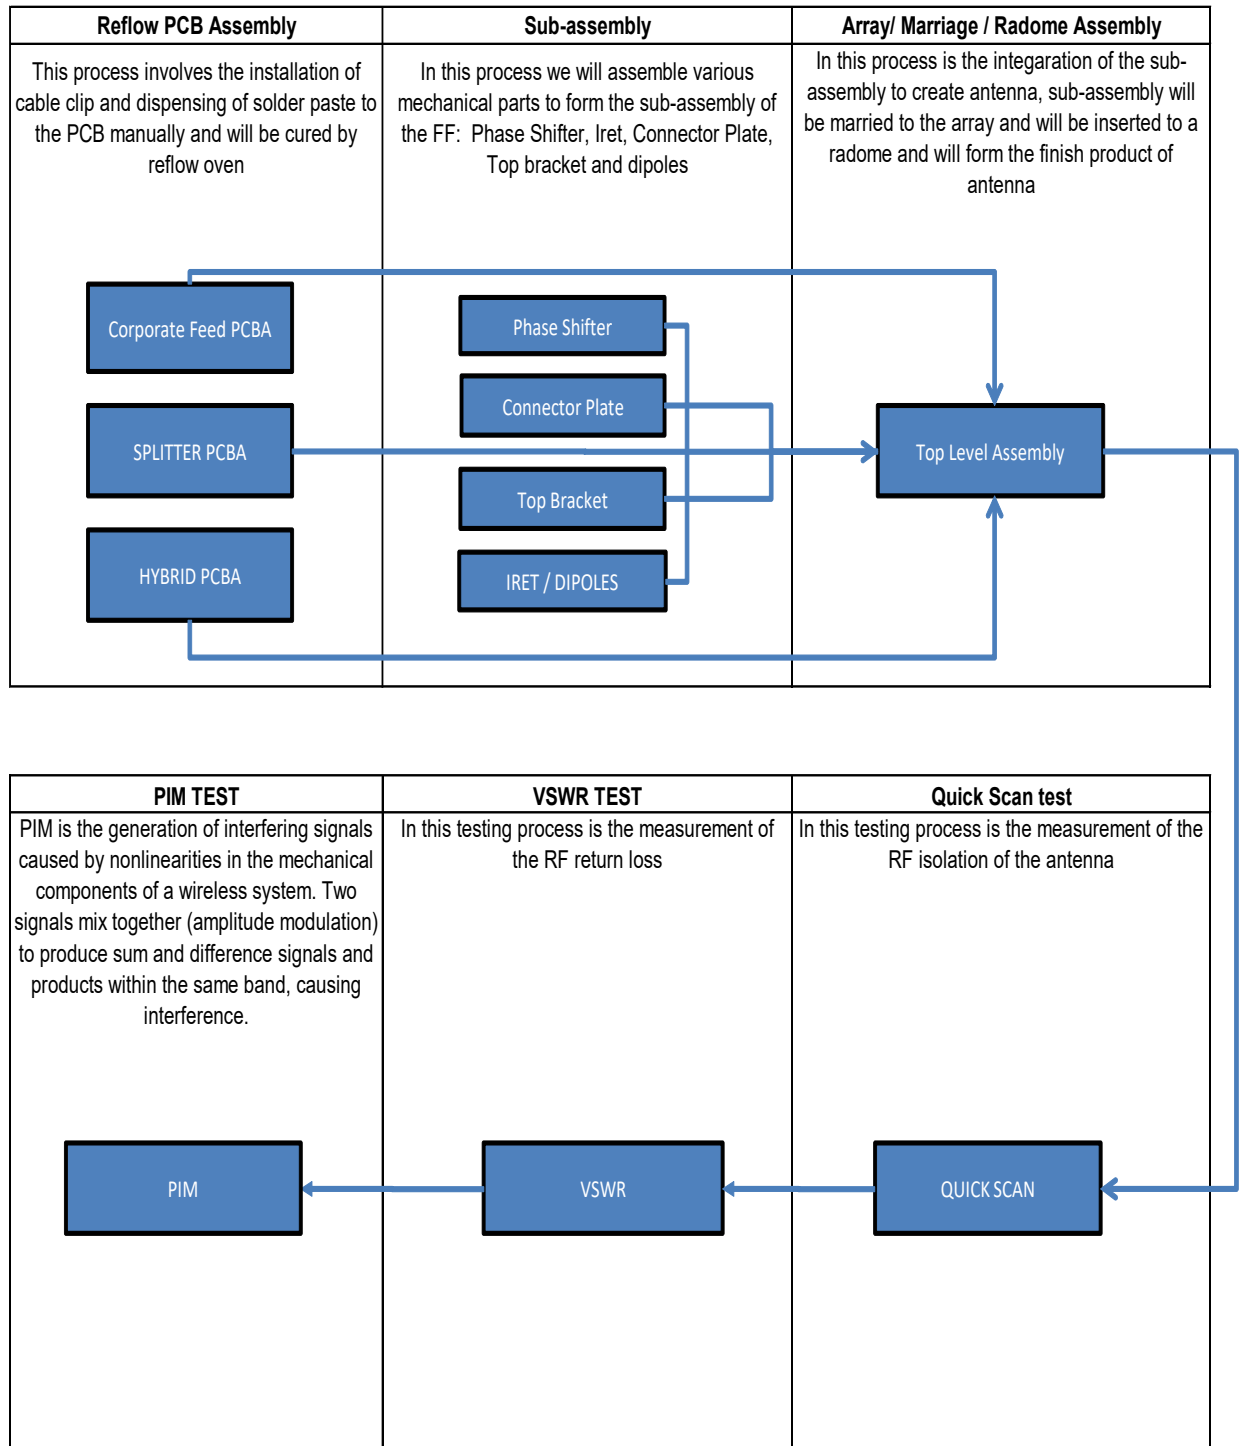 Reflow PCB Assembly
This process involves the installation of
cable clip and dispensing of solder paste to
the PCB manually and will be cured by
reflow oven
Sub-assembly
In this process we will assemble various
mechanical parts to form the sub-assembly of
the FF:  Phase Shifter, Iret, Connector Plate,
Top bracket and dipoles
Array/ Marriage / Radome Assembly
In this process is the integaration of the sub-
assembly to create antenna, sub-assembly will
be married to the array and will be inserted to a
radome and will form the finish product of
antenna
Corporate Feed PCBA
SPLITTER PCBA
HYBRID PCBA
Phase Shifter
Connector Plate
Top Bracket
IRET / DIPOLES
Top Level Assembly
PIM TEST
PIM is the generation of interfering signals
caused by nonlinearities in the mechanical
components of a wireless system. Two
signals mix together (amplitude modulation)
to produce sum and difference signals and
products within the same band, causing
interference.
VSWR TEST
In this testing process is the measurement of
the RF return loss
Quick Scan test
In this testing process is the measurement of the
RF isolation of the antenna
PIM
VSWR
QUICK SCAN